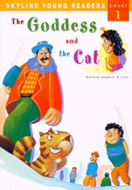 SKYLINE YOUNG READERS LEVEL 1
The Goddess
and the Cat